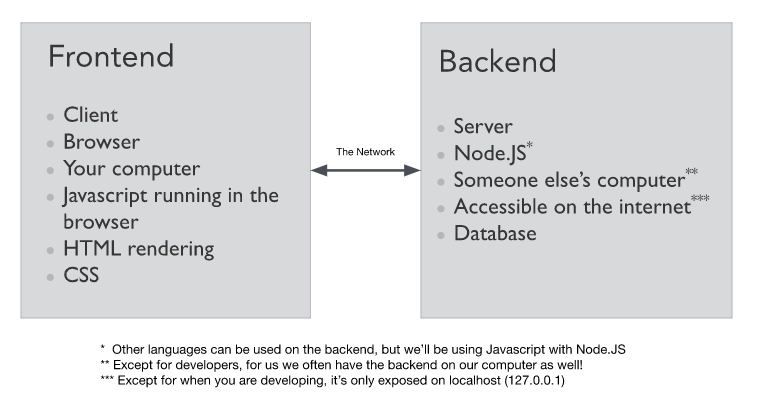 Frontend
Client
Browser
Your computer
Javascript running in the
browser
HTML rendering
CSS
The Network
Backend
Server
Node.JS*
Someone else's computer**
Accessible on the internet***
Database
* Other languages can be used on the backend, but we'll be using Javascript with Node.JS
** Except for developers, for us we often have the backend on our computer as well!
*** Except for when you are developing, it's only exposed on localhost (127.0.0.1)